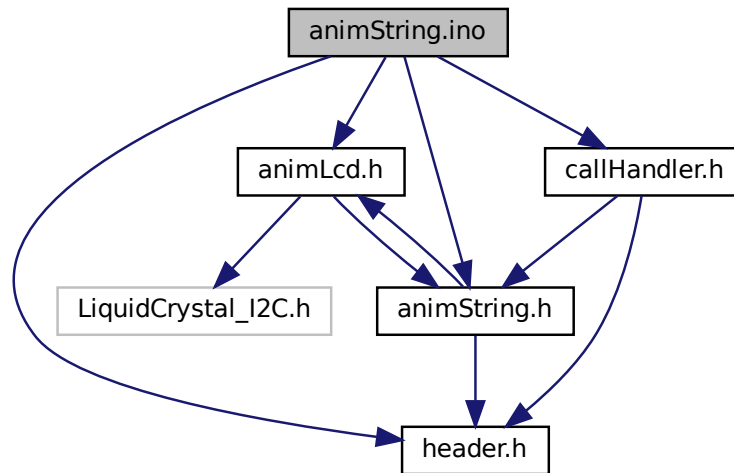 animString.ino
animLcd.h
callHandler.h
LiquidCrystal_I2C.h
animString.h
header.h